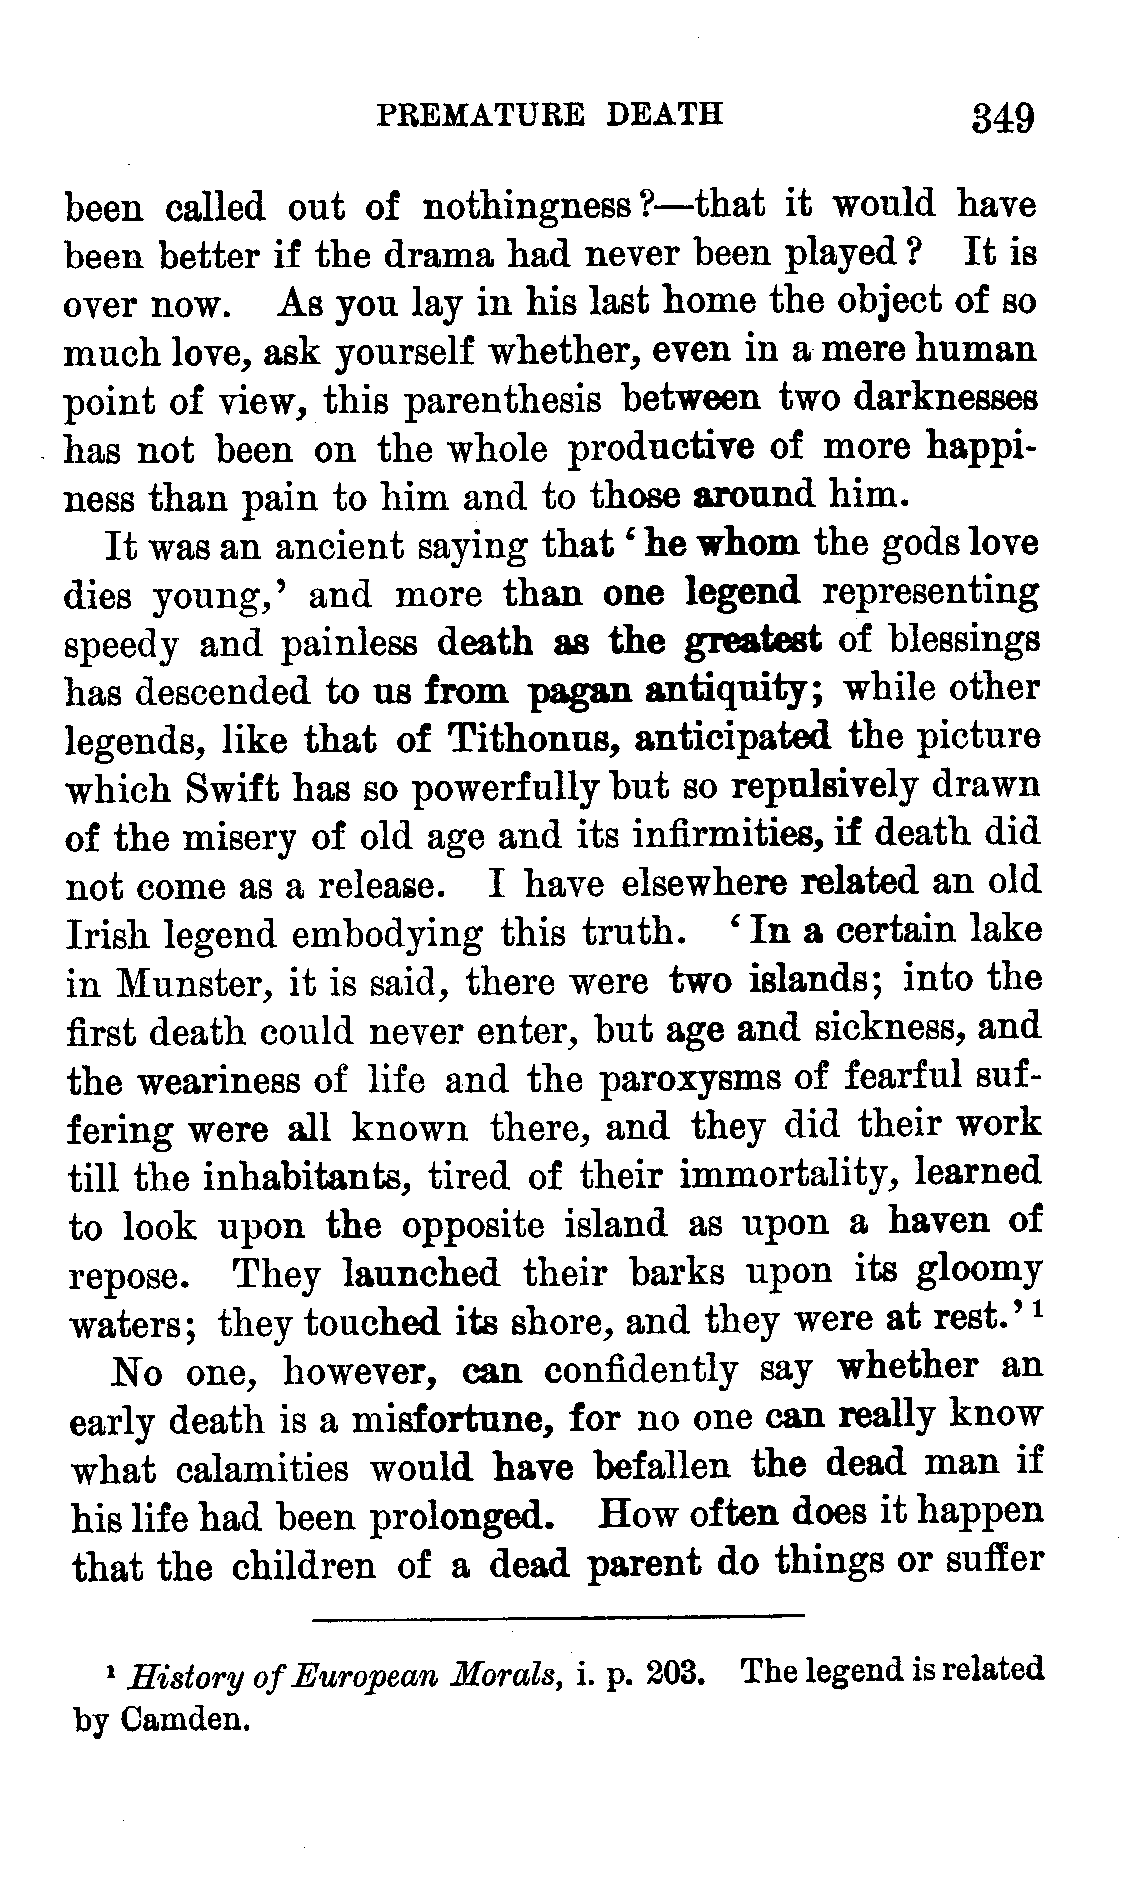 PREMATURE DEATH 349
been called out of nothingness?—that it would have
been better if the drama had never been played? It is
over now. As you lay in his last home the object of so
much love, ask yourself whether, even in a mere human
point of view, this parenthesis between two darknesses
has not been on the whole productive of more happi-
ness than pain to him and to those around him.
It was an ancient saying that ‘he whom the gods love
dies young,’ and more than one legend representing
speedy and painless death as the greatest of blessings
has descended to us from pagan antiquity; while other
legends, like that of Tithonus, anticipated the picture
which Swift has so powerfully but so repulsively drawn
of the misery of old age and its infirmities, if death did
not come as a release. I have elsewhere related an old
Irish legend embodying this truth. ‘In a certain lake
in Munster, it is said, there were two islands; into the
first death could never enter, but age and sickness, and
the weariness of life and the paroxysms of fearful suf-
fering were all known there, and they did their work
till the inhabitants, tired of their immortality, learned
to look upon the opposite island as upon a haven of
repose. They launched their barks upon its gloomy
waters; they touched its shore, and they were at rest.’ ¹
No one, however, can confidently say whether an
early death is a misfortune, for no one can really know
what calamities would have befallen the dead man if
his life had been prolonged. How often does it happen
that the children of a dead parent do things or suffer
¹ History of European Morals, i. p. 203. The legend is related
by Camden.